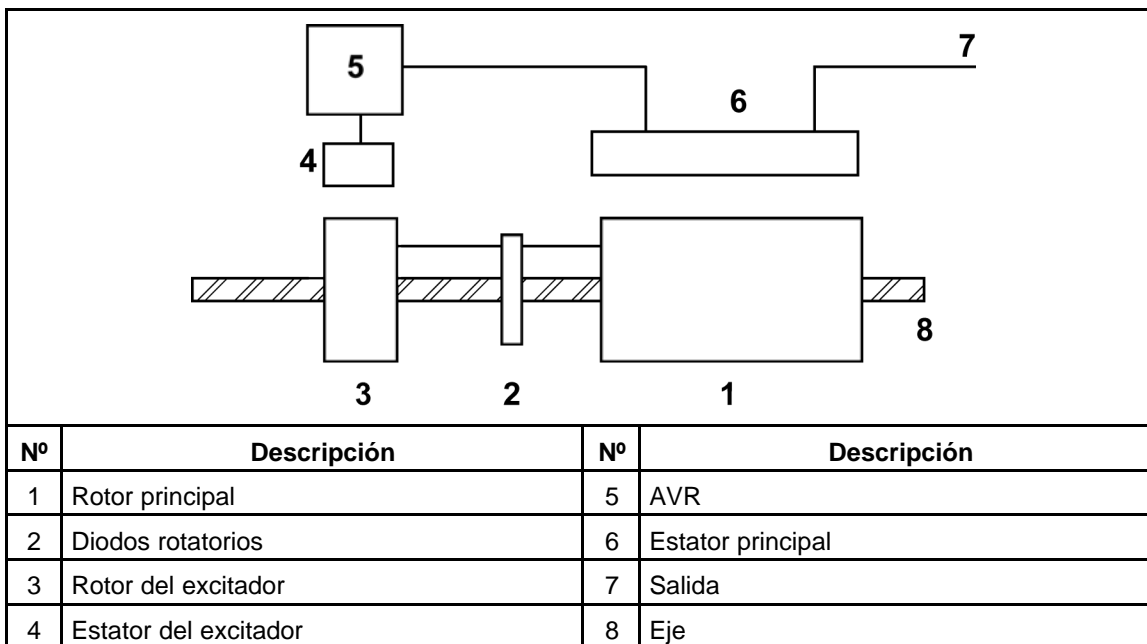 5
7
6
4
8
3
2
1
Nº Descripción Nº Descripción
1 Rotor principal 5 AVR
2 Diodos rotatorios 6 Estator principal
3 Rotor del excitador 7 Salida
4 Estator del excitador 8 Eje